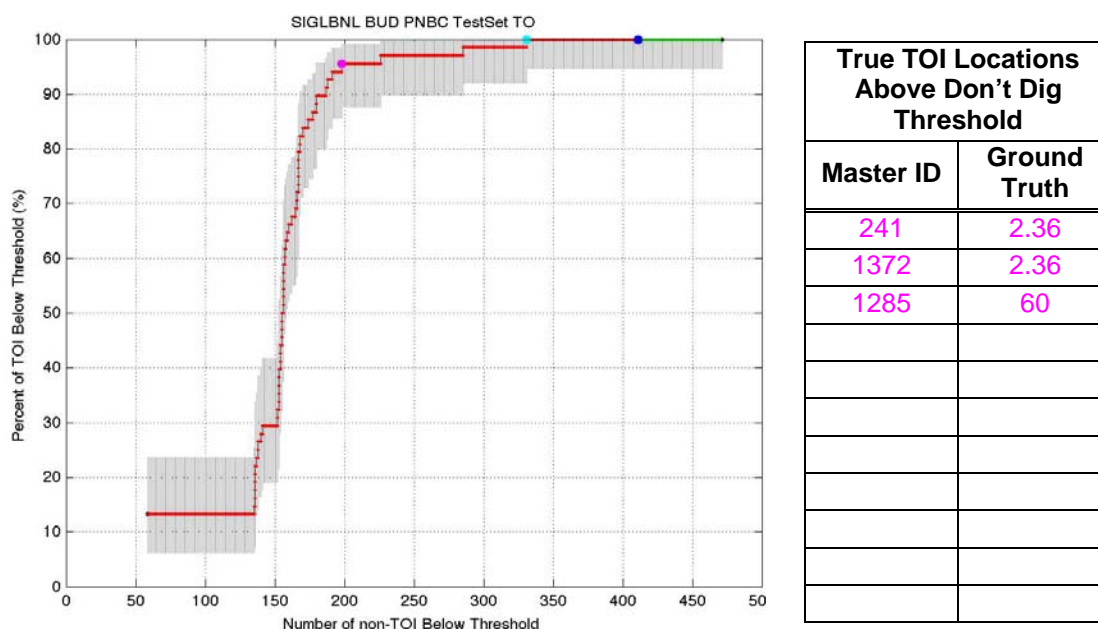 SIGLBNL BUD PNBC TestSet TO
100
90
80
70
60
50
40
30
20
10
0
Percent of TOI Below Threshold (%)
0 50 100 150 200 250 300 350 400 450 50
Number of non-TOI Below Threshold
True TOI Locations
Above Don’t Dig
Threshold
Master ID Ground
Truth
241 2.36
1372 2.36
1285 60